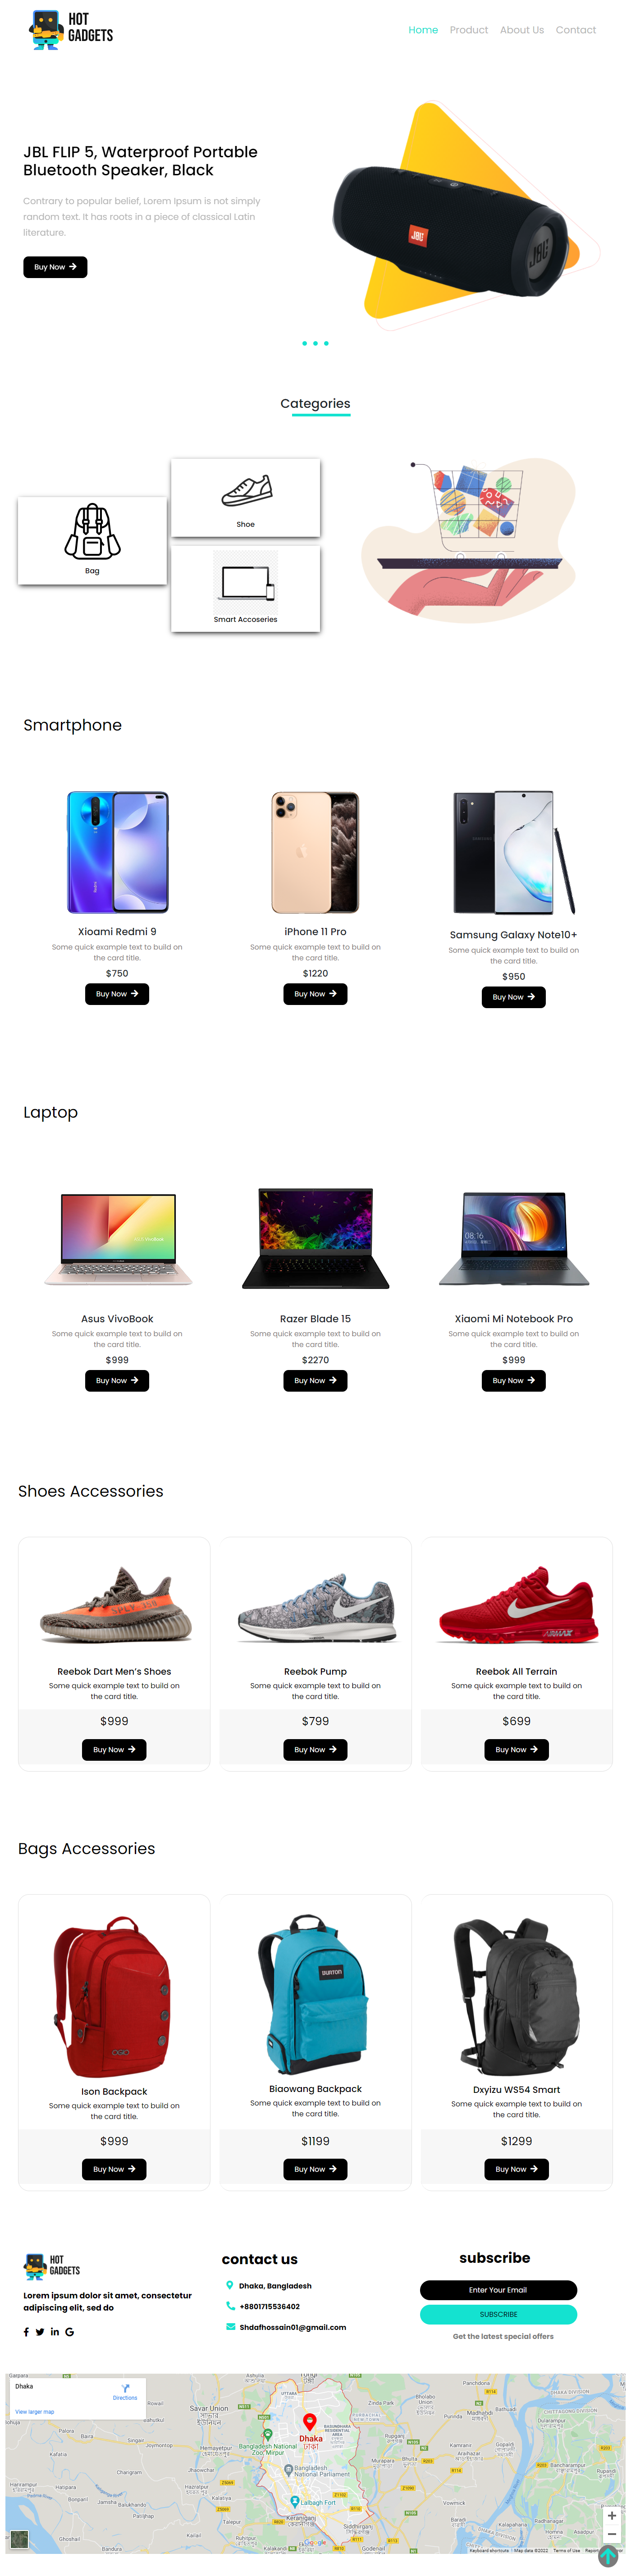 HOT
GADGETS
Home Product About Us Contact
JBL FLIP 5, Waterproof Portable
Bluetooth Speaker, Black
Contrary to popular belief, Lorem Ipsum is not simply
random text. It has roots in a piece of classical Latin
literature.
Buy Now
JBL
Categories
Shoe
Bag
Smart Accoseries
Smartphone
Xioami Redmi 9
Some quick example text to build on
the card title.
$750
Buy Now
iPhone 11 Pro
Some quick example text to build on
the card title.
$1220
Buy Now
Samsung Galaxy Note10+
Some quick example text to build on
the card title.
$950
Buy Now
Laptop
Asus VivoBook
Some quick example text to build on
the card title.
$999
Buy Now
Razer Blade 15
Some quick example text to build on
the card title.
$2270
Buy Now
08:16
Xiaomi Mi Notebook Pro
Some quick example text to build on
the card title.
$999
Buy Now
Shoes Accessories
Reebok Dart Men's Shoes
Some quick example text to build on
the card title.
$999
Buy Now
Reebok Pump
Some quick example text to build on
the card title.
$799
Buy Now
Reebok All Terrain
Some quick example text to build on
the card title.
$699
Buy Now
Bags Accessories
OGIO
Ison Backpack
Some quick example text to build on
the card title.
$999
Buy Now
BURTON
Biaowang Backpack
Some quick example text to build on
the card title.
$1199
Buy Now
Dxyizu WS54 Smart
Some quick example text to build on
the card title.
$1299
Buy Now
HOT
GADGETS
Lorem ipsum dolor sit amet, consectetur
adipiscing elit, sed do
contact us
Dhaka, Bangladesh
+8801715536402
Shdafhossain01@gmail.com
subscribe
Enter Your Email
SUBSCRIBE
Get the latest special offers
Dhaka
Directions
View larger map
Savar Union
Bangladesh National
Zoo, Mirpur
Dhaka
ঢাকা
Bangladesh
National Parliament
Lalbagh Fort
Keraniganj
Keyboard shortcuts Map data ©2022 Terms of Use